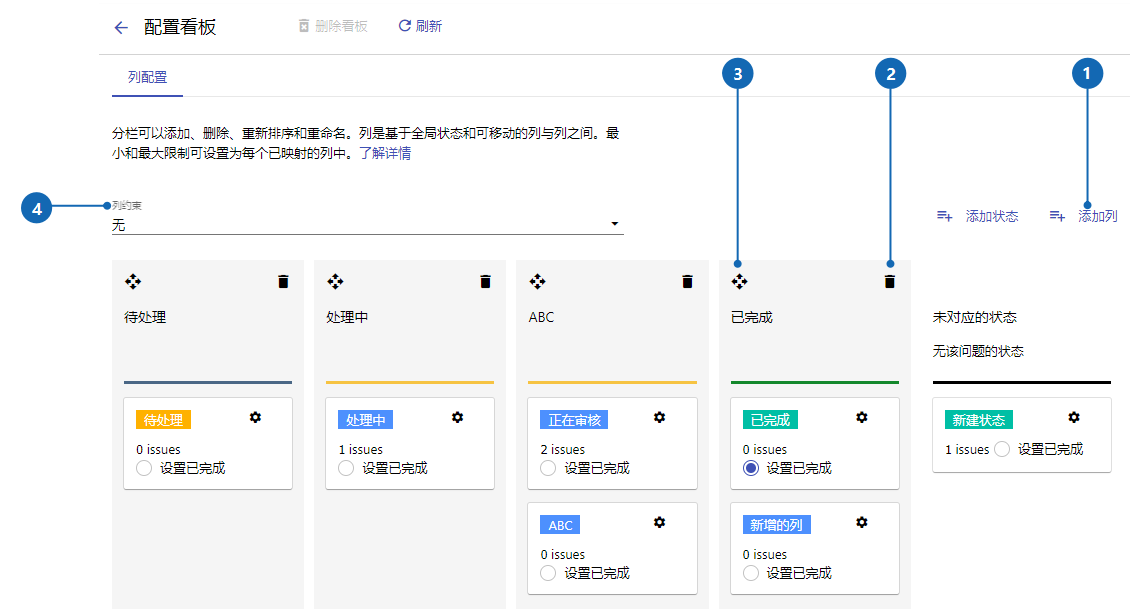 配置看板
删除看板
刷新
列配置
3
2
1
分栏可以添加、删除、重新排序和重命名。列是基于全局状态和可移动的列与列之间。最
小和最大限制可设置为每个已映射的列中。了解详情
4
列约束
无
添加状态
添加列
待处理
处理中
ABC
已完成
未对应的状态
无该问题的状态
待处理
0 issues
设置已完成
处理中
1 issues
设置已完成
正在审核
2 issues
设置已完成
已完成
0 issues
设置已完成
新建状态
1 issues 设置已完成
ABC
0 issues
设置已完成
新增的列
0 issues
设置已完成